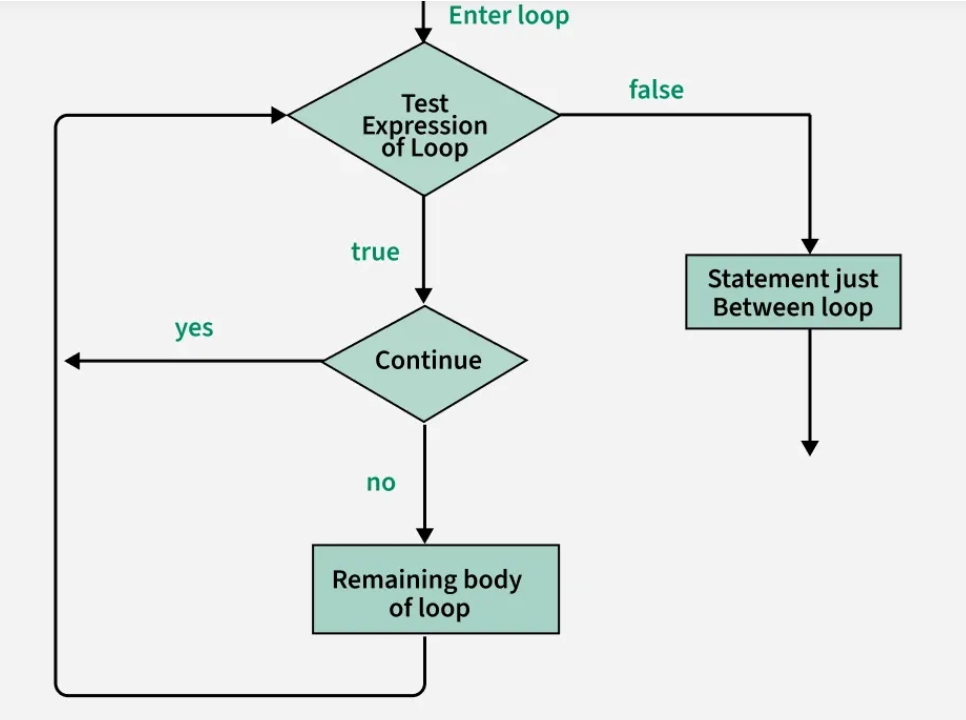 Enter loop
false
Test
Expression
of Loop
true
Statement just
Between loop
yes
Continue
no
Remaining body
of loop